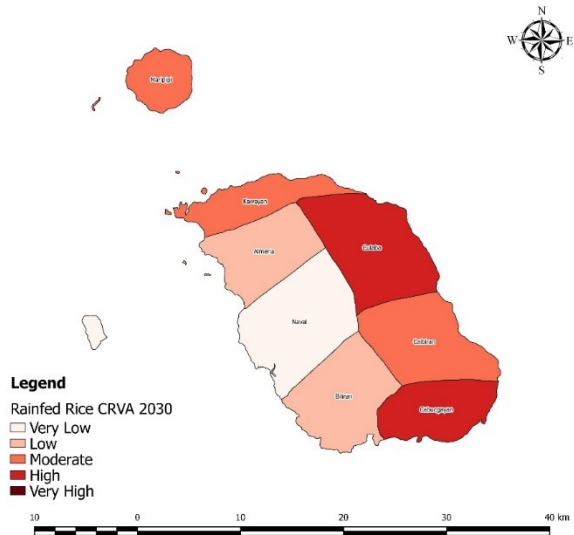 N
W E
S
Maripipi
Kawayan
Culaba
Almeria
Naval
Caibiran
Biliran
Cabucgayan
Legend
Rainfed Rice CRVA 2030
Very Low
Low
Moderate
High
Very High
10 0 10 20 30 40 km